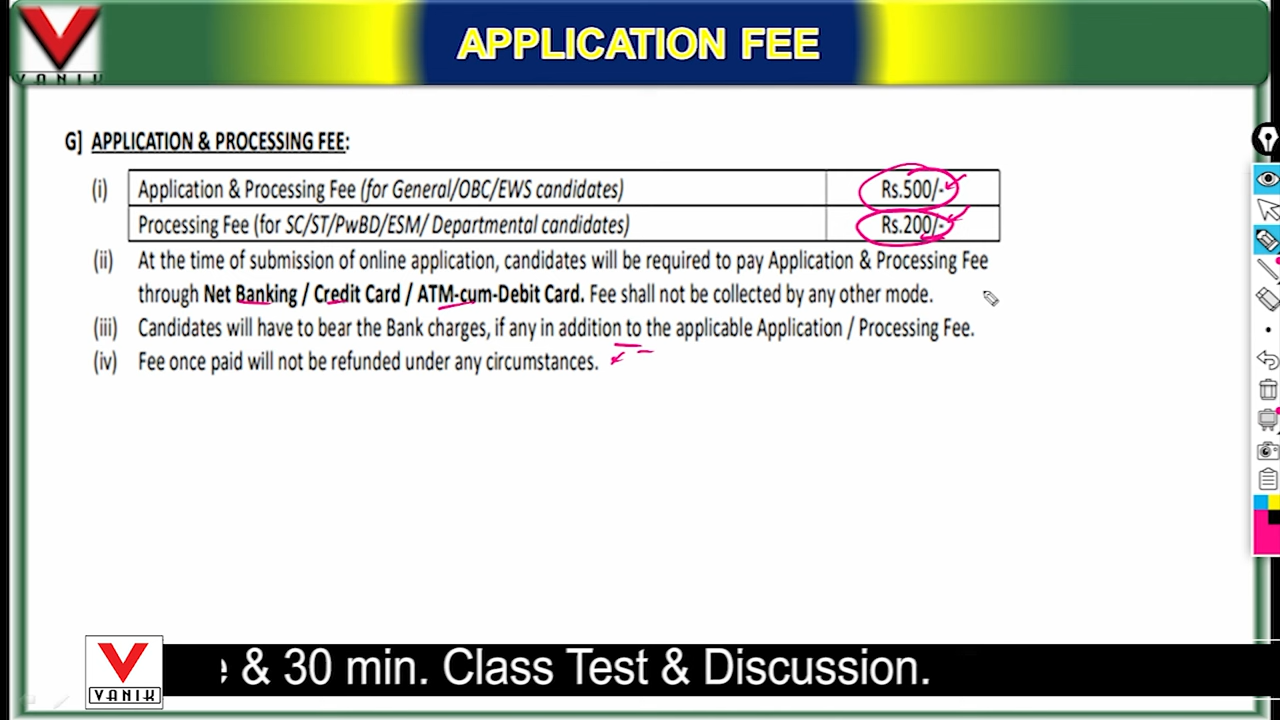 VANIK
APPLICATION FEE
G] APPLICATION & PROCESSING FEE:
(i) Application & Processing Fee (for General/OBC/EWS candidates) Rs.500/-
Processing Fee (for SC/ST/PwBD/ESM/ Departmental candidates) Rs.200/-
(ii) At the time of submission of online application, candidates will be required to pay Application & Processing Fee
through Net Banking / Credit Card / ATM-cum-Debit Card. Fee shall not be collected by any other mode.
(iii) Candidates will have to bear the Bank charges, if any in addition to the applicable Application / Processing Fee.
(iv) Fee once paid will not be refunded under any circumstances.
& 30 min. Class Test & Discussion.
VANIK